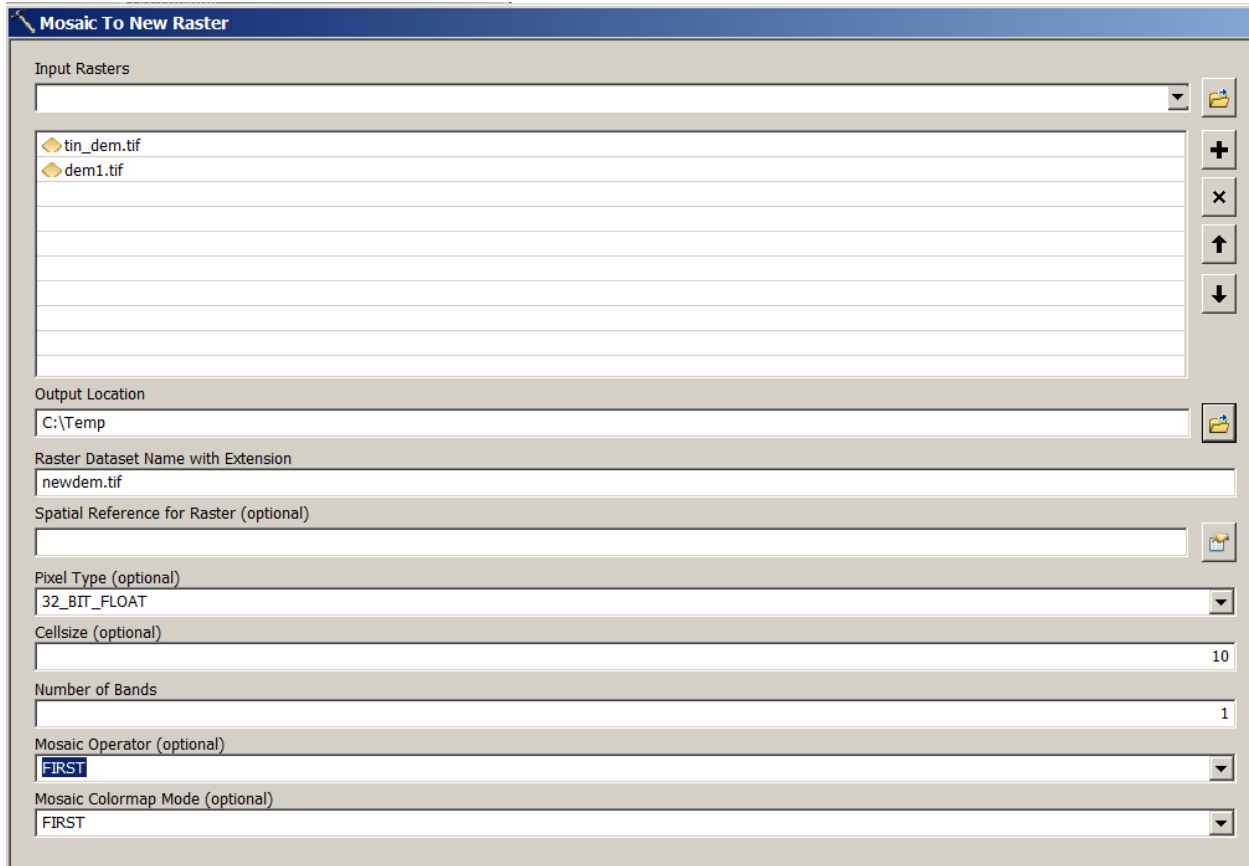 Mosaic To New Raster
Input Rasters
tin_dem.tif
dem1.tif
Output Location
C:\Temp
Raster Dataset Name with Extension
newdem.tif
Spatial Reference for Raster (optional)
Pixel Type (optional)
32_BIT_FLOAT
Cellsize (optional)
10
Number of Bands
1
Mosaic Operator (optional)
FIRST
Mosaic Colormap Mode (optional)
FIRST